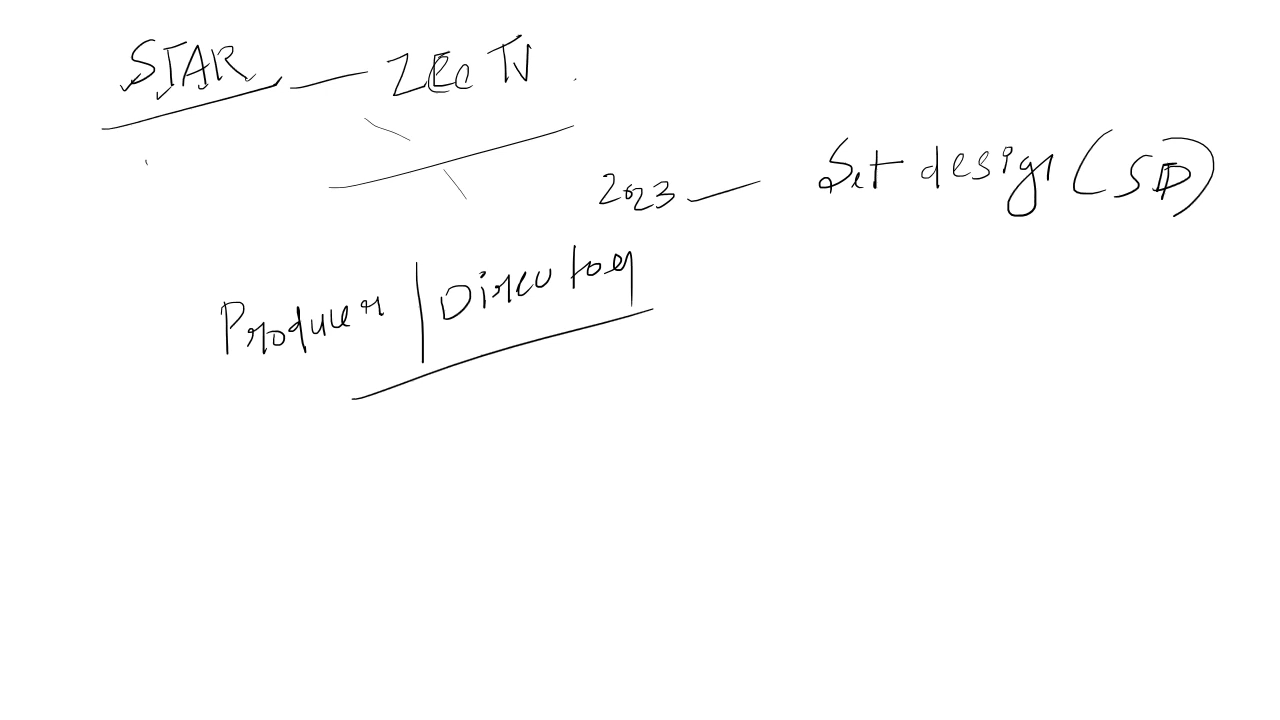 STAR — Zee TV
2023 — Set design (SD)
Producer / Director